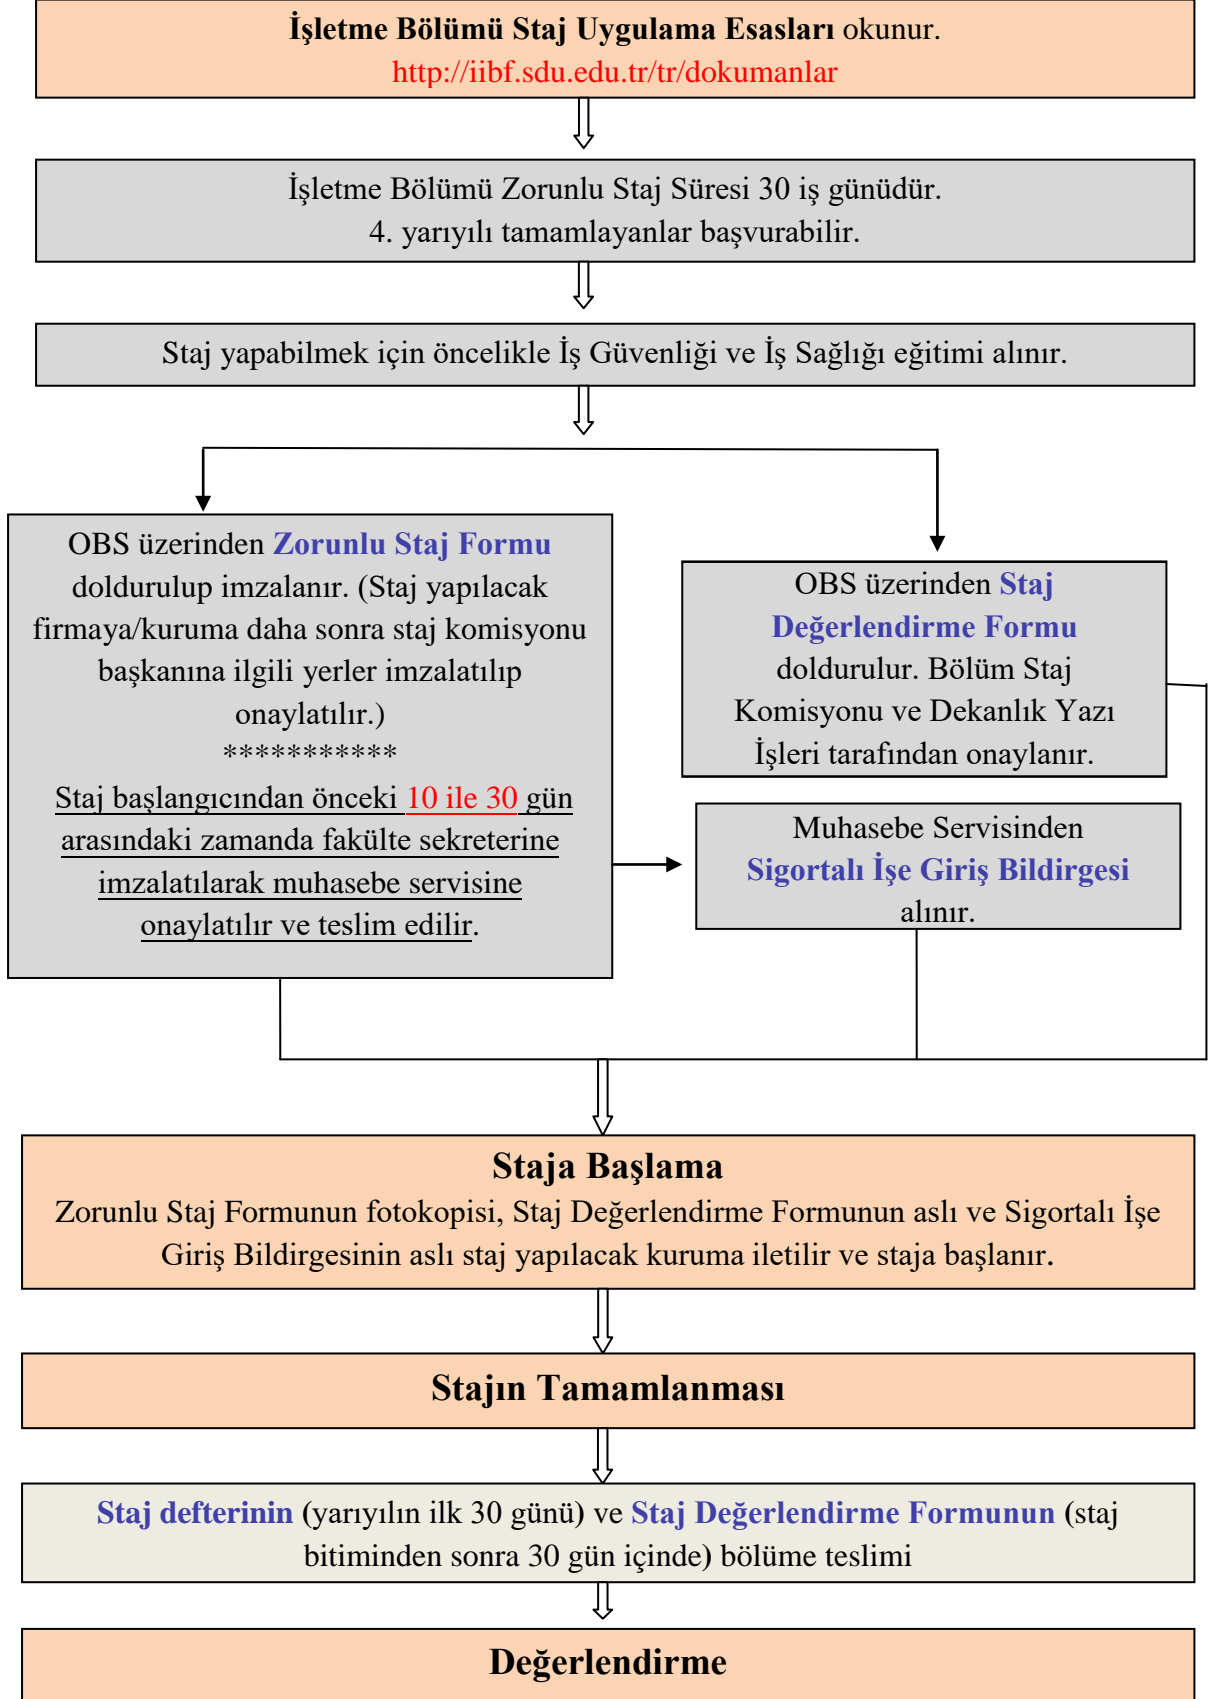 İşletme Bölümü Staj Uygulama Esasları okunur.
http://iibf.sdu.edu.tr/tr/dokumanlar
İşletme Bölümü Zorunlu Staj Süresi 30 iş günüdür.
4. yarıyılı tamamlayanlar başvurabilir.
Staj yapabilmek için öncelikle İş Güvenliği ve İş Sağlığı eğitimi alınır.
OBS üzerinden Zorunlu Staj Formu
doldurulup imzalanır. (Staj yapılacak
firmaya/kuruma daha sonra staj komisyonu
başkanına ilgili yerler imzalatılıp
onaylatılır.)
***********
Staj başlangıcından önceki 10 ile 30 gün
arasındaki zamanda fakülte sekreterine
imzalatılarak muhasebe servisine
onaylatılır ve teslim edilir.
OBS üzerinden Staj
Değerlendirme Formu
doldurulur. Bölüm Staj
Komisyonu ve Dekanlık Yazı
İşleri tarafından onaylanır.
Muhasebe Servisinden
Sigortalı İşe Giriş Bildirgesi
alınır.
Staja Başlama
Zorunlu Staj Formunun fotokopisi, Staj Değerlendirme Formunun aslı ve Sigortalı İşe
Giriş Bildirgesinin aslı staj yapılacak kuruma iletilir ve staja başlanır.
Stajın Tamamlanması
Staj defterinin (yarıyılın ilk 30 günü) ve Staj Değerlendirme Formunun (staj
bitiminden sonra 30 gün içinde) bölüme teslimi
Değerlendirme